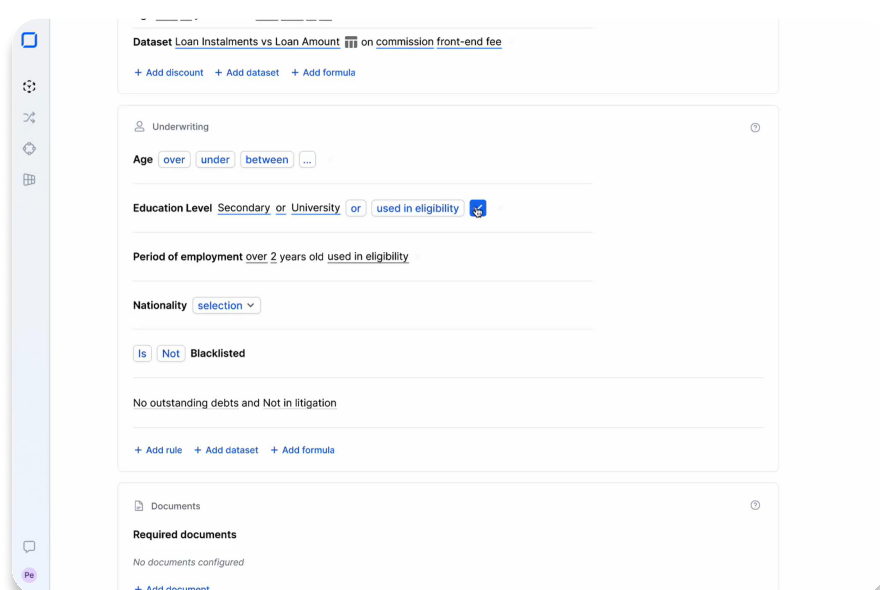 Dataset Loan Instalments vs Loan Amount on commission front-end fee
+ Add discount + Add dataset + Add formula
Underwriting
Age over under between ...
Education Level Secondary or University or used in eligibility
Period of employment over 2 years old used in eligibility
Nationality selection
Is Not Blacklisted
No outstanding debts and Not in litigation
+ Add rule + Add dataset + Add formula
Documents
Required documents
No documents configured
+ Add document
Pe